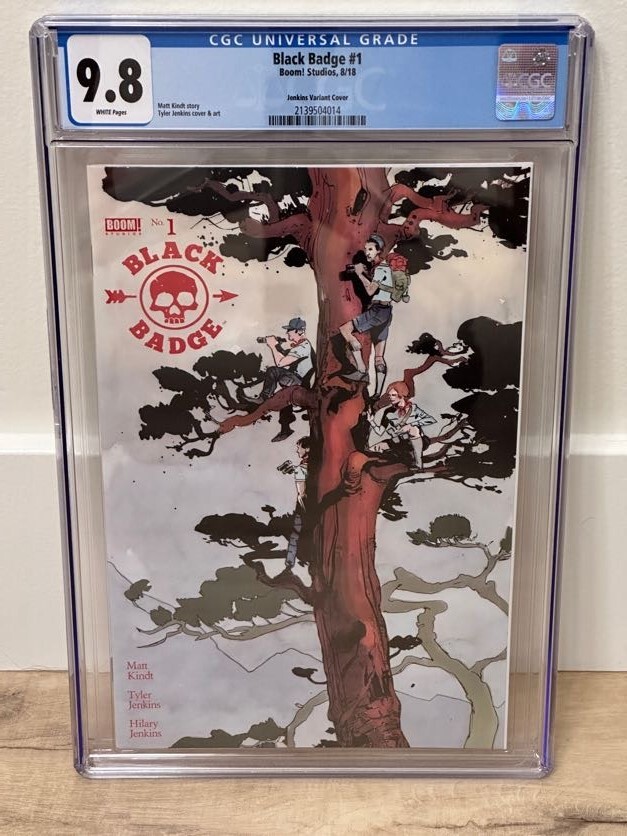 CGC UNIVERSAL GRADE
9.8
WHITE Pages
Black Badge #1
Boom! Studios, 8/18
Matt Kindt story
Tyler Jenkins cover & art
Jenkins Variant Cover
2139504014
CGC
BOOM!
STUDIOS
No. 1
BLACK
BADGE
Matt
Kindt
Tyler
Jenkins
Hilary
Jenkins